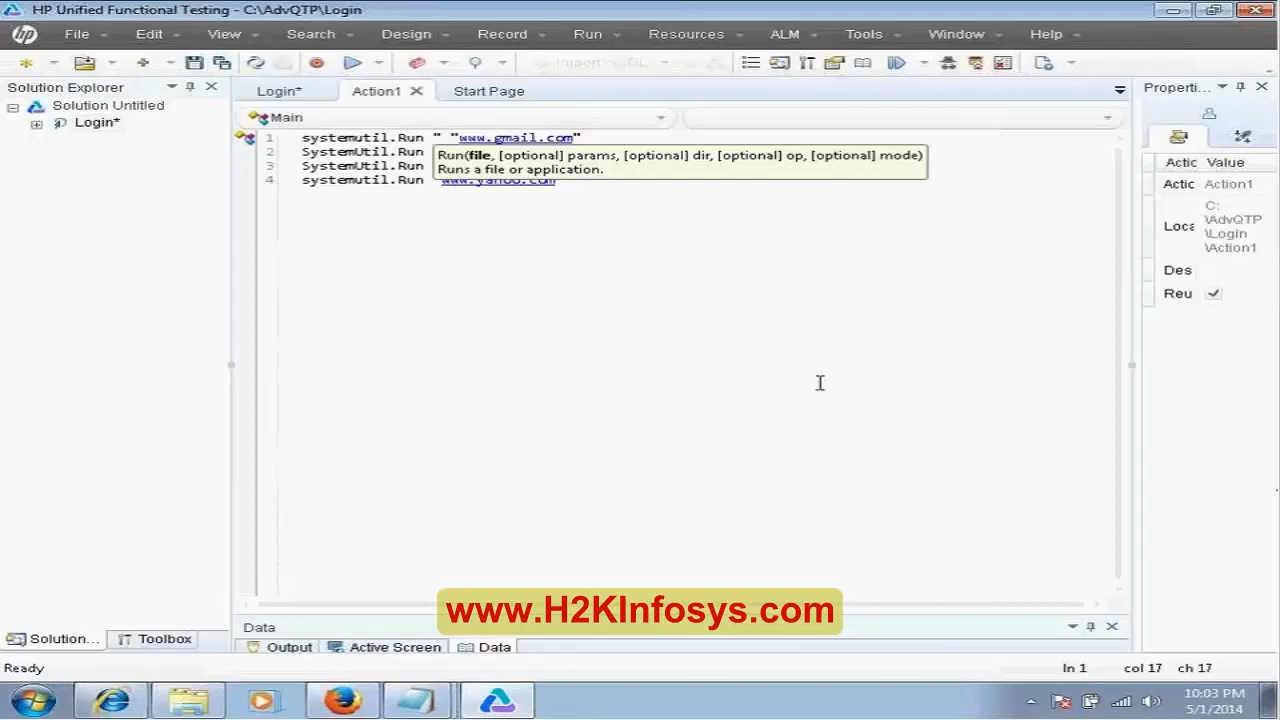 HP Unified Functional Testing - C:\AdvQTP\Login
File Edit View Search Design Record Run Resources ALM Tools Window Help
Solution Explorer
Solution Untitled
Login*
Login* Action1 Start Page
Main
1 systemutil.Run " "www.gmail.com"
2 SystemUtil.Run
3 SystemUtil.Run
4 systemutil.Run "www.yahoo.com
Run(file, [optional] params, [optional] dir, [optional] op, [optional] mode)
Runs a file or application.
Properti...
Actic Value
Actic Action1
Loca C:\AdvQTP\Login\Action1
Des
Reu
www.H2KInfosys.com
Data
Solution... Toolbox
Output Active Screen Data
Ready
ln 1 col 17 ch 17
10:03 PM
5/1/2014